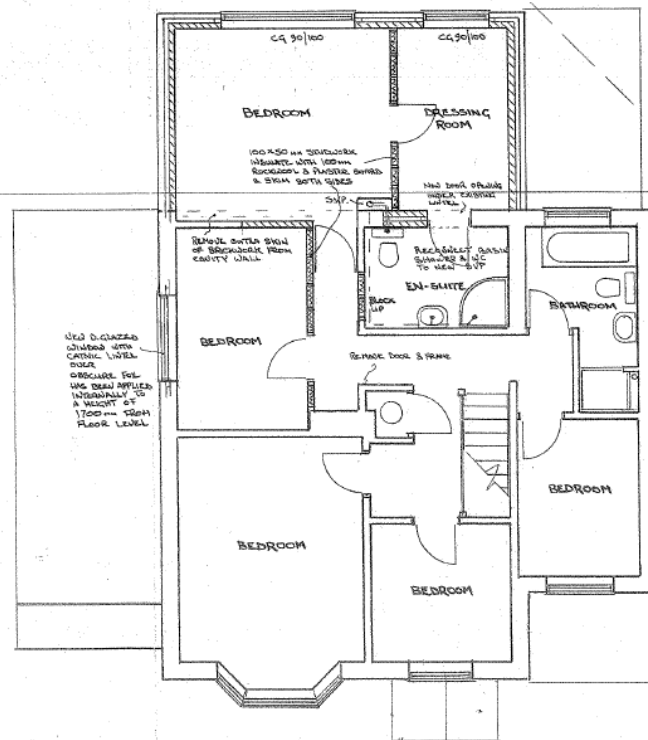 CG 90/100
CG 90/100
BEDROOM
DRESSING
ROOM
100 x 50 mm STUDWORK
INSULATE WITH 100mm
ROCKWOOL & PLASTER BOARD
& SKIM BOTH SIDES
NEW DOOR OPENING
UNDER EXISTING
LINTEL
SVP
REMOVE OUTER SKIN
OF BRICKWORK FROM
CAVITY WALL
RECONNECT BASIN
SHOWER & WC
TO NEW SVP
EN-SUITE
BLOCK
UP
BATHROOM
BEDROOM
NEW D.GLAZED
WINDOW WITH
CATNIC LINTEL
OVER
OBSCURE FOL
HAS BEEN APPLIED
INTERNALLY TO
A HEIGHT OF
1700 mm FROM
FLOOR LEVEL
REMOVE DOOR & FRAME
BEDROOM
BEDROOM
BEDROOM